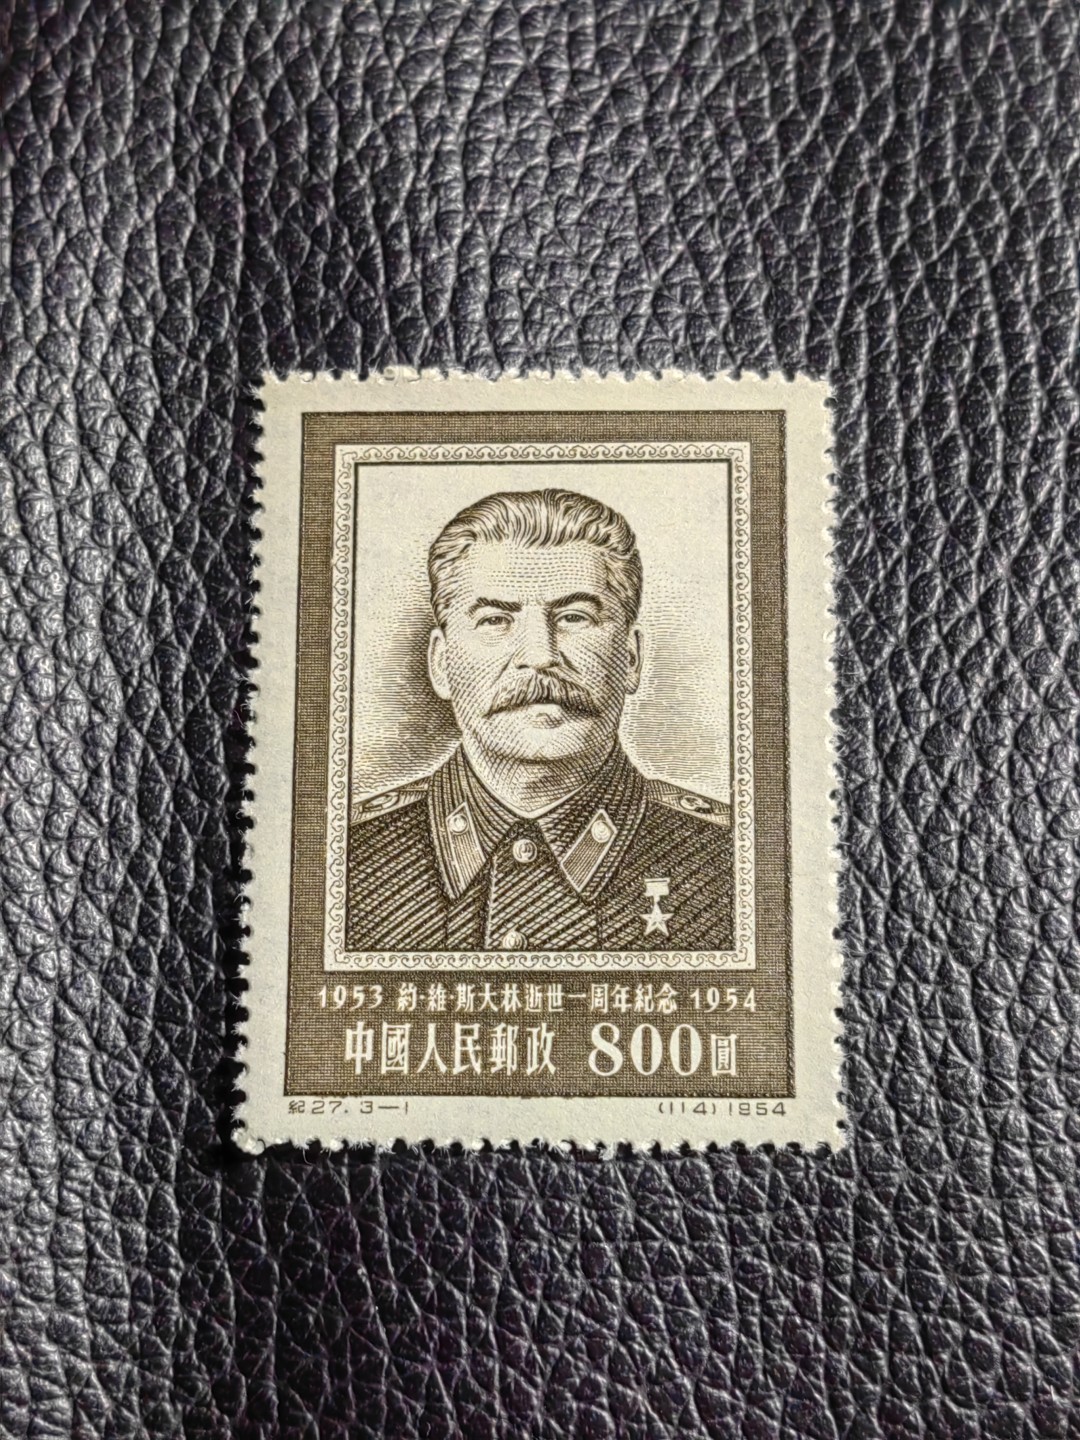 1953 約·維·斯大林逝世一周年紀念 1954
中國人民郵政 800圓
紀27. 3—1 (114) 1954